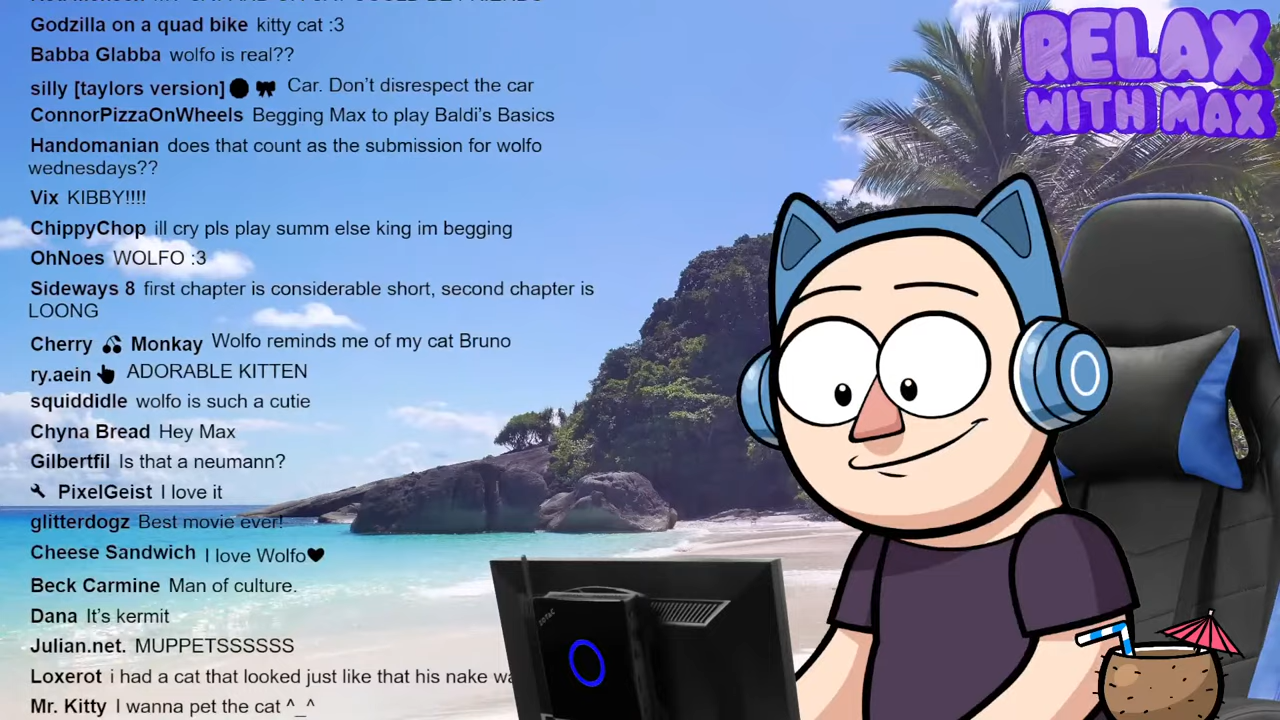 Godzilla on a quad bike kitty cat :3
Babba Glabba wolfo is real??
silly [taylors version] Car. Don't disrespect the car
ConnorPizzaOnWheels Begging Max to play Baldi's Basics
Handomanian does that count as the submission for wolfo
wednesdays??
Vix KIBBY!!!!
ChippyChop ill cry pls play summ else king im begging
OhNoes WOLFO :3
Sideways 8 first chapter is considerable short, second chapter is
LOONG
Cherry 🍒 Monkay Wolfo reminds me of my cat Bruno
ry.aein 👆 ADORABLE KITTEN
squiddidle wolfo is such a cutie
Chyna Bread Hey Max
Gilbertfil Is that a neumann?
PixelGeist I love it
glitterdogz Best movie ever!
Cheese Sandwich I love Wolfo♥
Beck Carmine Man of culture.
Dana It's kermit
Julian.net. MUPPETSSSSSS
Loxerot i had a cat that looked just like that his nake
Mr. Kitty I wanna pet the cat ^_^
RELAX
WITH MAX
ZOTAC